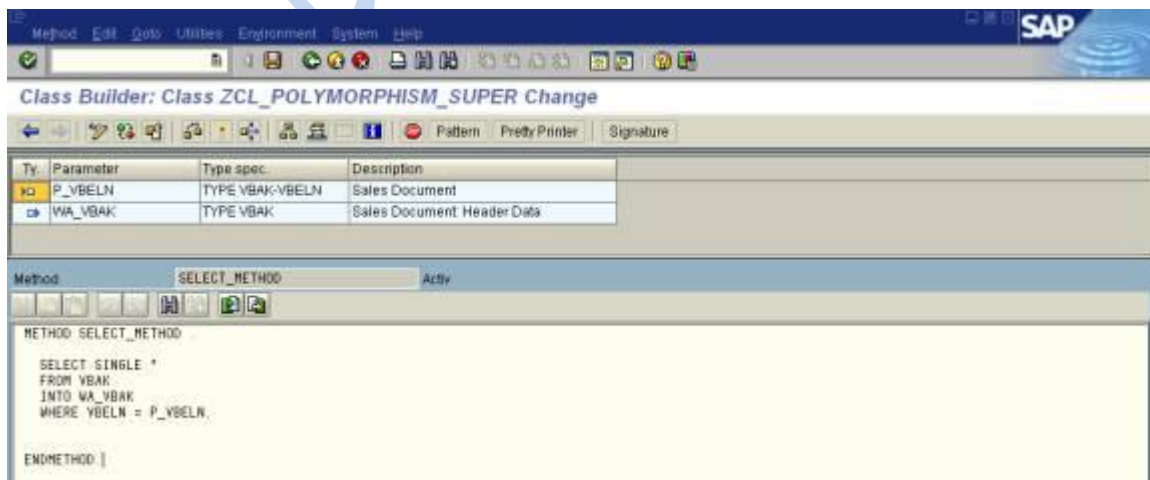 Method Edit Goto Utilities Environment System Help
SAP
Class Builder: Class ZCL_POLYMORPHISM_SUPER Change
Pattern Pretty Printer Signature
Ty. Parameter Type spec. Description
P_VBELN TYPE VBAK-VBELN Sales Document
WA_VBAK TYPE VBAK Sales Document: Header Data
Method SELECT_METHOD Activ
METHOD SELECT_METHOD .
SELECT SINGLE *
FROM VBAK
INTO WA_VBAK
WHERE VBELN = P_VBELN.
ENDMETHOD.